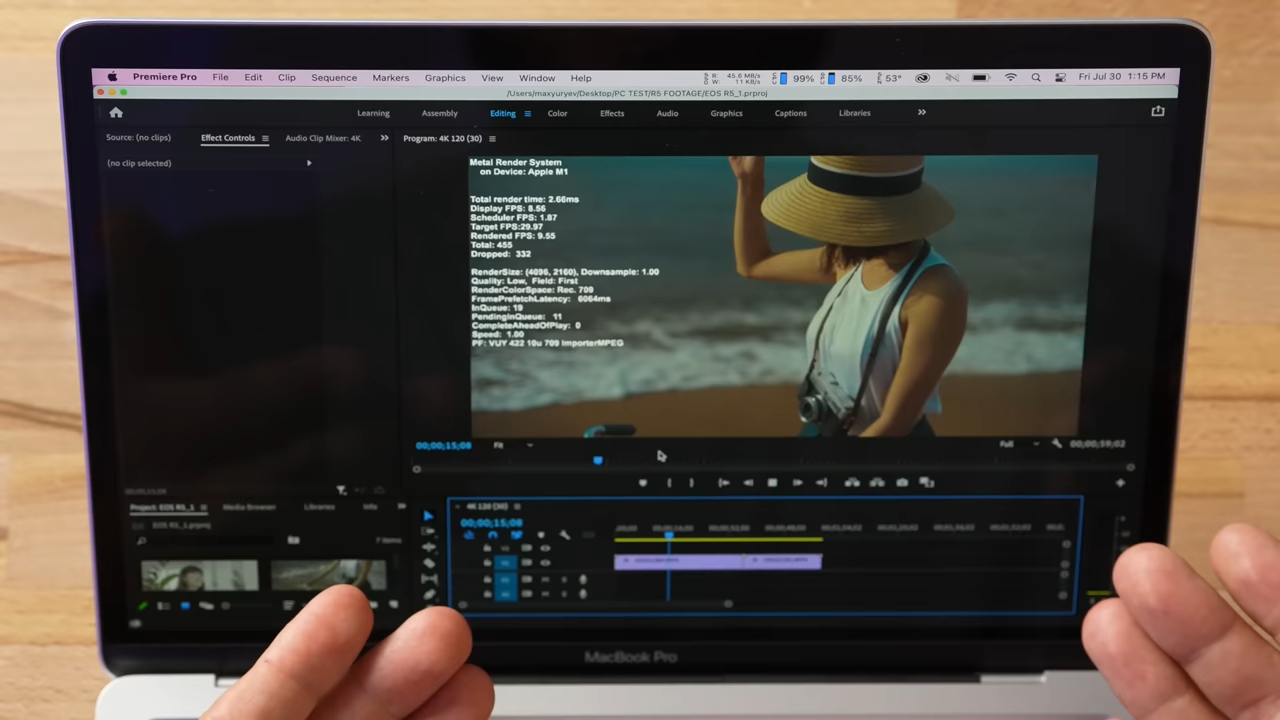 Premiere Pro File Edit Clip Sequence Markers Graphics View Window Help R: 45.6 MB/s W: 11 KB/s 99% 85% 53° Fri Jul 30 1:15 PM
/Users/maxyuryev/Desktop/PC TEST/R5 FOOTAGE/EOS R5_1.prproj
Learning Assembly Editing Color Effects Audio Graphics Captions Libraries
Source: (no clips) Effect Controls Audio Clip Mixer: 4K Program: 4K 120 (30)
(no clip selected)
Metal Render System
on Device: Apple M1
Total render time: 2.66ms
Display FPS: 8.56
Scheduler FPS: 1.87
Target FPS:29.97
Rendered FPS: 9.55
Total: 455
Dropped: 332
RenderSize: (4096, 2160), Downsample: 1.00
Quality: Low, Field: First
RenderColorSpace: Rec. 709
FramePrefetchLatency: 6064ms
InQueue: 19
PendingInQueue: 11
CompleteAheadOfPlay: 0
Speed: 1.00
PF: VUY 422 10u 709 ImporterMPEG
00;00;15;08 Fit Full 00;00;59;02
Project: EOS R5_1 Media Browser Libraries Info
EOS R5_1.prproj
7 items
4K 120 (30)
00;00;15;08
MacBook Pro